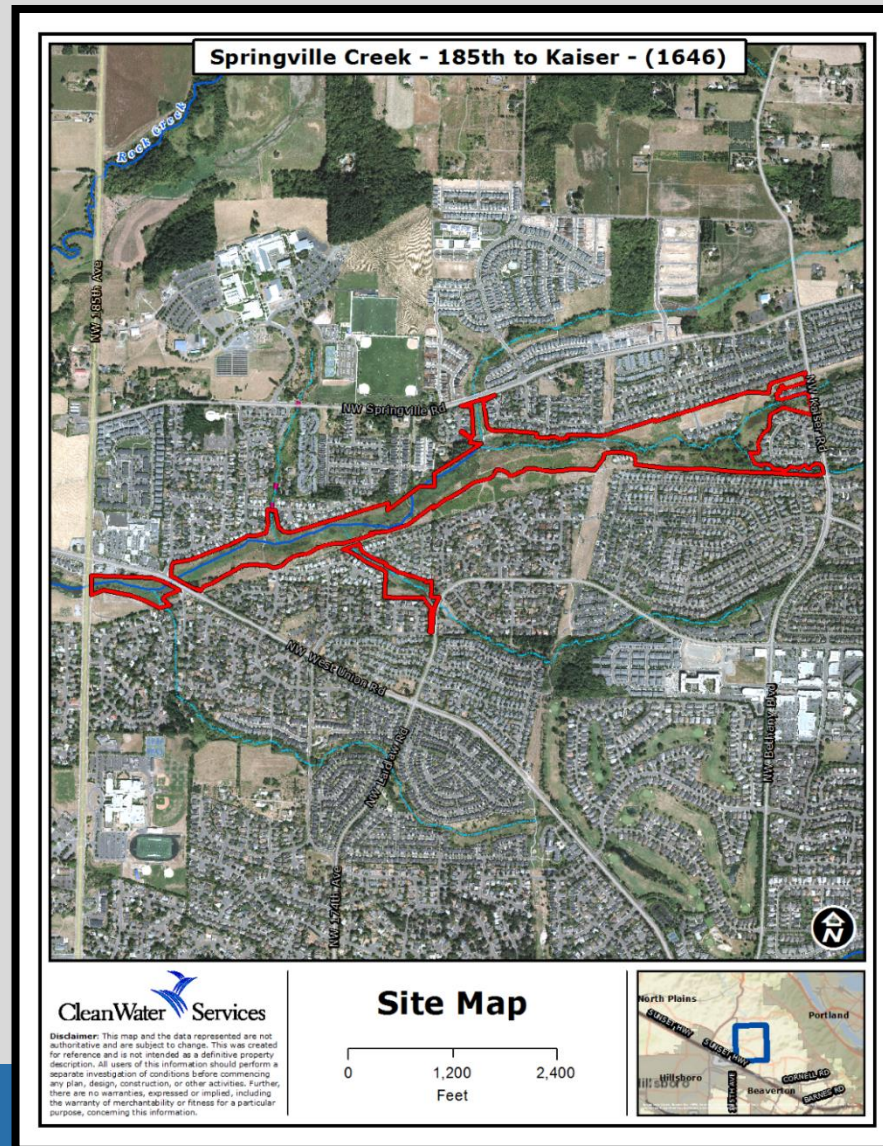 Springville Creek - 185th to Kaiser - (1646)
Rock Creek
NW 185th Ave
NW Springville Rd
NW Kaiser Rd
NW West Union Rd
NW Laidlaw Rd
NW Bethany Blvd
NW 174th Ave
N
CleanWater Services
Disclaimer: This map and the data represented are not
authoritative and are subject to change. This was created
for reference and is not intended as a definitive property
description. All users of this information should perform a
separate investigation of conditions before commencing
any plan, design, construction, or other activities. Further,
there are no warranties, expressed or implied, including
the warranty of merchantability or fitness for a particular
purpose, concerning this information.
Site Map
0 1,200 2,400
Feet
North Plains
Portland
SUNSET HWY
SUNSET HWY
Hillsboro
Hillsboro
Beaverton
CORNELL RD
BARNES RD